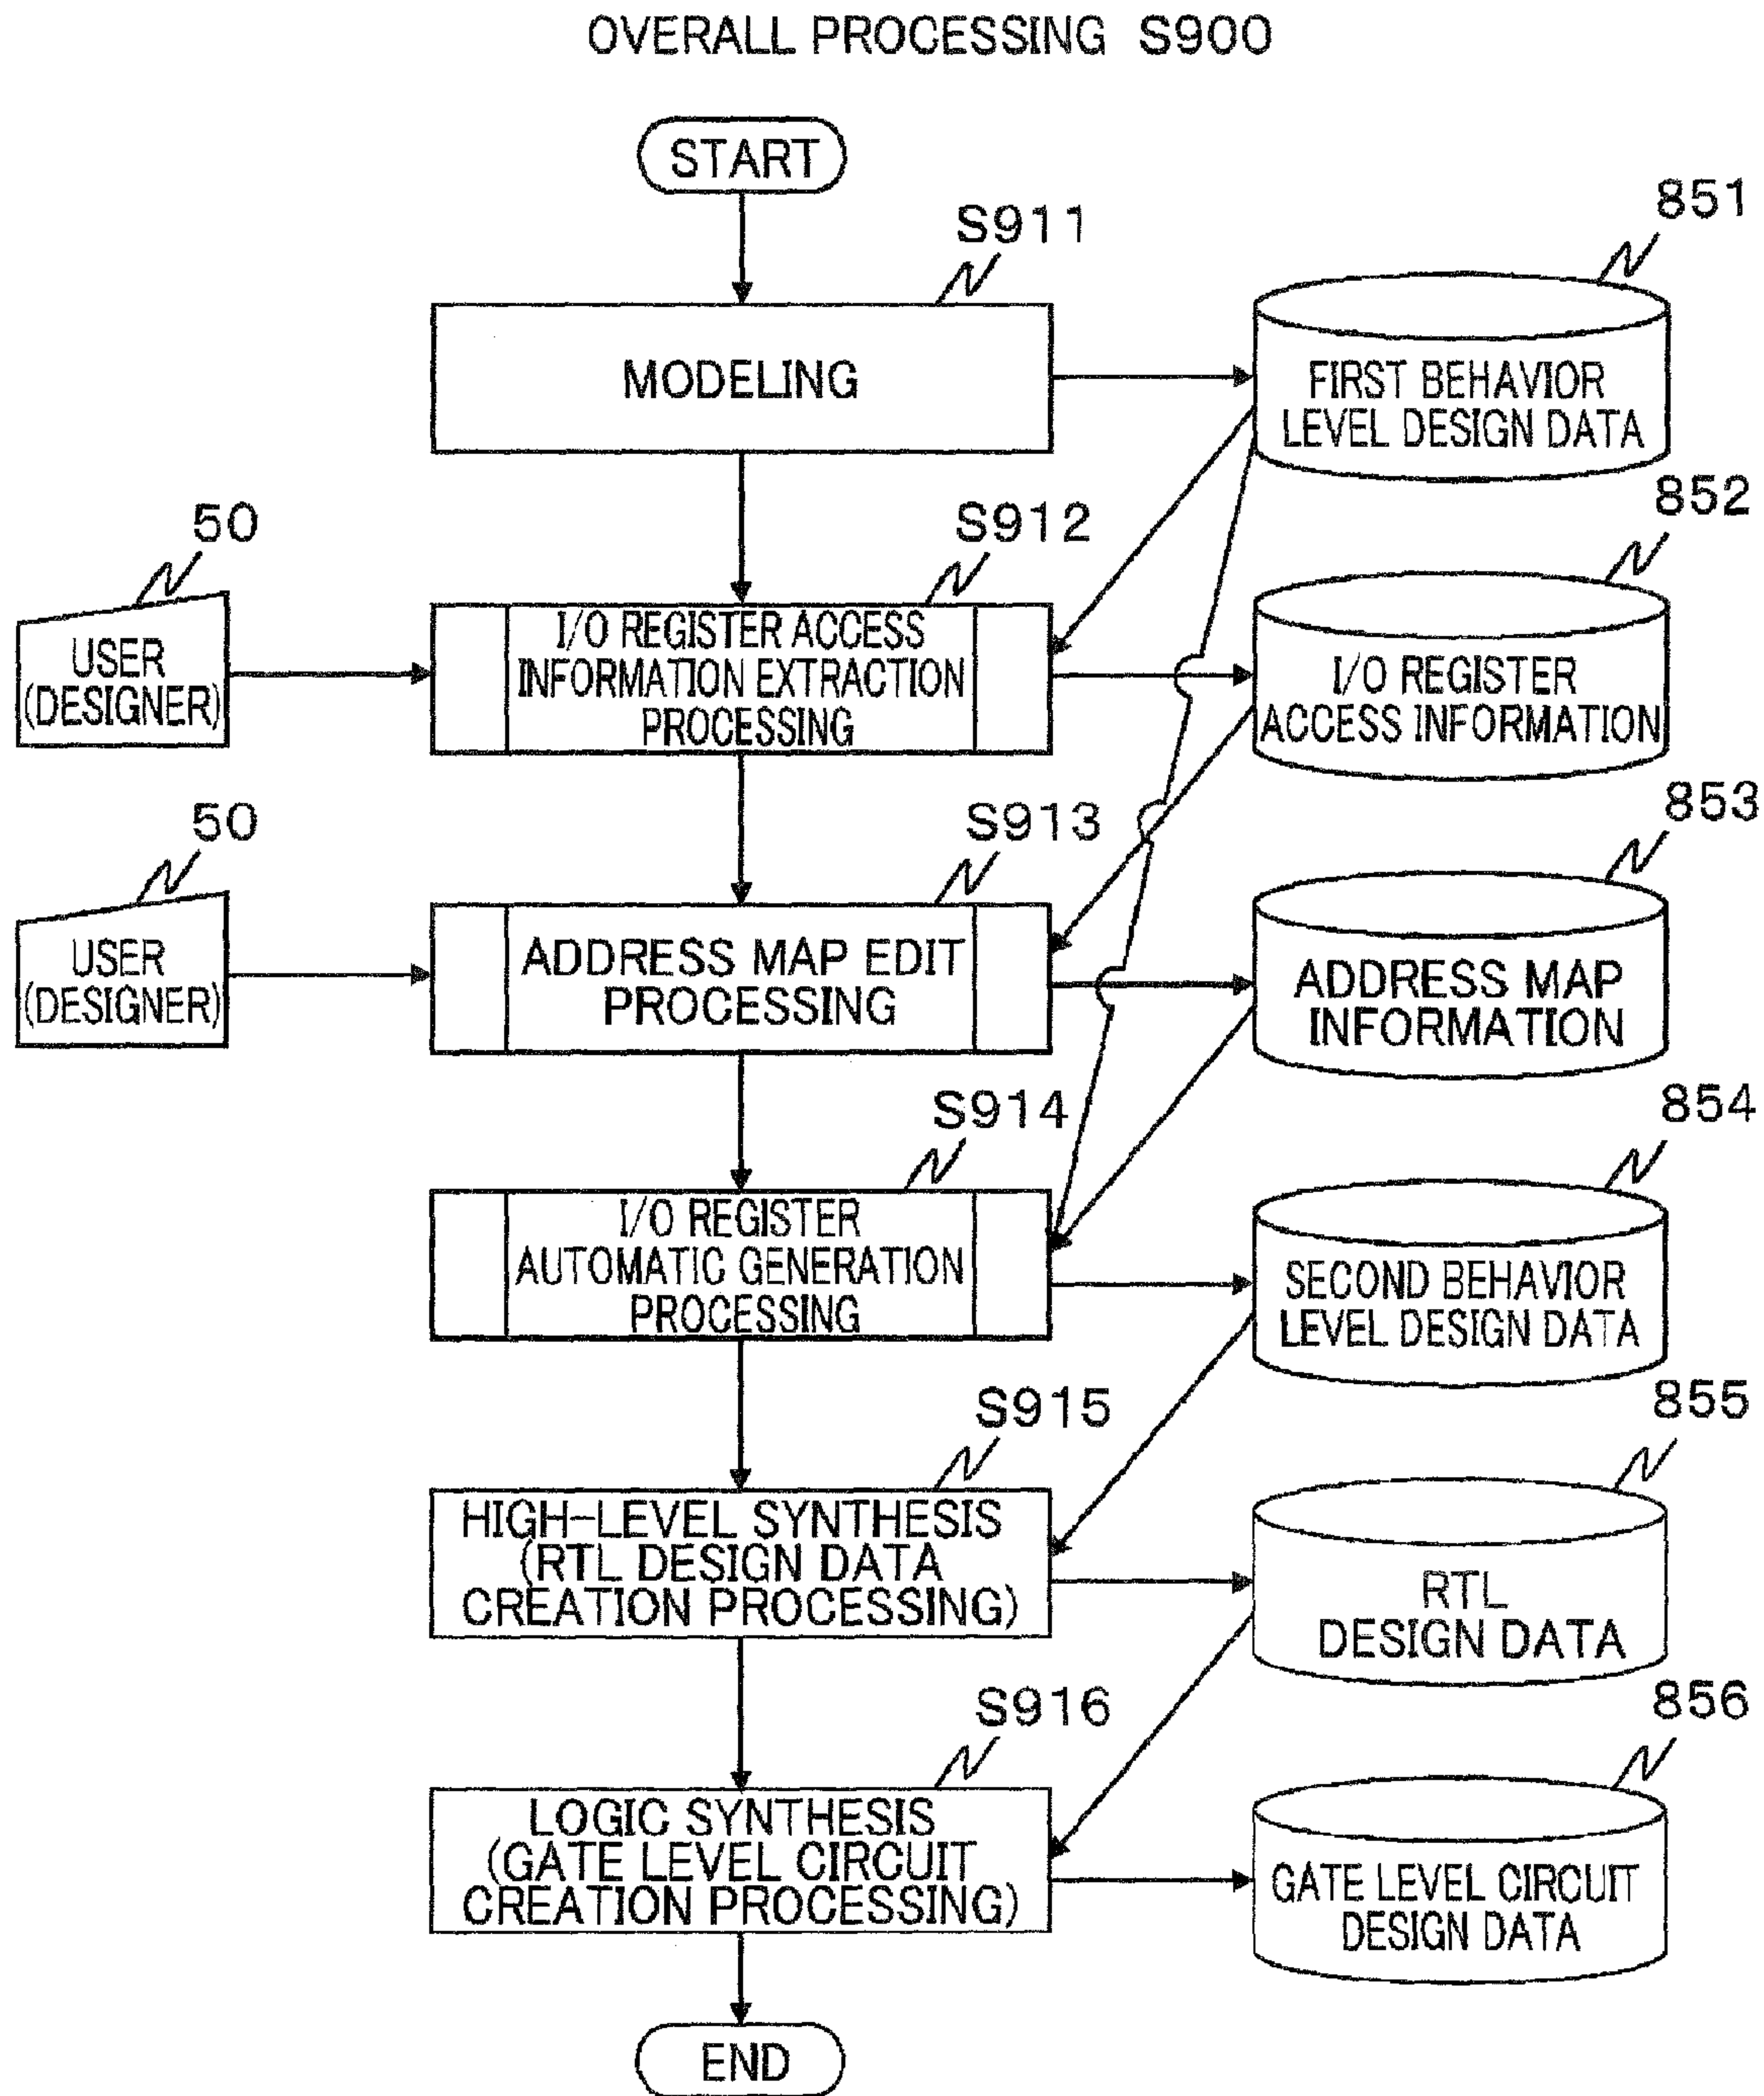 OVERALL PROCESSING S900
START
S911
851
MODELING
FIRST BEHAVIOR
LEVEL DESIGN DATA
50
S912
852
USER
(DESIGNER)
I/O REGISTER ACCESS
INFORMATION EXTRACTION
PROCESSING
I/O REGISTER
ACCESS INFORMATION
50
S913
853
USER
(DESIGNER)
ADDRESS MAP EDIT
PROCESSING
ADDRESS MAP
INFORMATION
S914
854
I/O REGISTER
AUTOMATIC GENERATION
PROCESSING
SECOND BEHAVIOR
LEVEL DESIGN DATA
S915
855
HIGH-LEVEL SYNTHESIS
(RTL DESIGN DATA
CREATION PROCESSING)
RTL
DESIGN DATA
S916
856
LOGIC SYNTHESIS
(GATE LEVEL CIRCUIT
CREATION PROCESSING)
GATE LEVEL CIRCUIT
DESIGN DATA
END